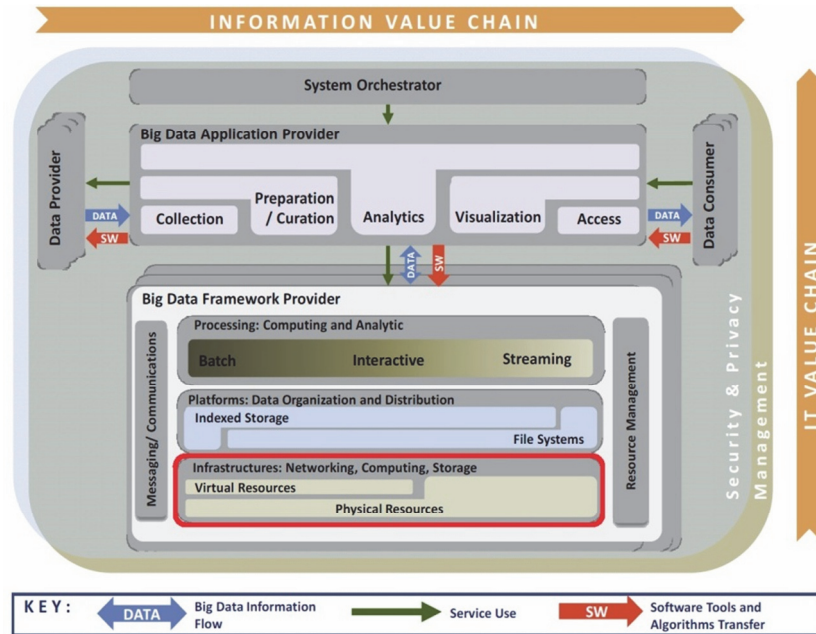 INFORMATION VALUE CHAIN
System Orchestrator
Big Data Application Provider
Collection
Preparation
/ Curation
Analytics
Visualization
Access
Data Provider
DATA
SW
Data Consumer
DATA
SW
DATA
SW
Big Data Framework Provider
Messaging/ Communications
Processing: Computing and Analytic
Batch
Interactive
Streaming
Platforms: Data Organization and Distribution
Indexed Storage
File Systems
Infrastructures: Networking, Computing, Storage
Virtual Resources
Physical Resources
Resource Management
Security & Privacy
Management
IT VALUE CHAIN
KEY:
DATA
Big Data Information
Flow
Service Use
SW
Software Tools and
Algorithms Transfer